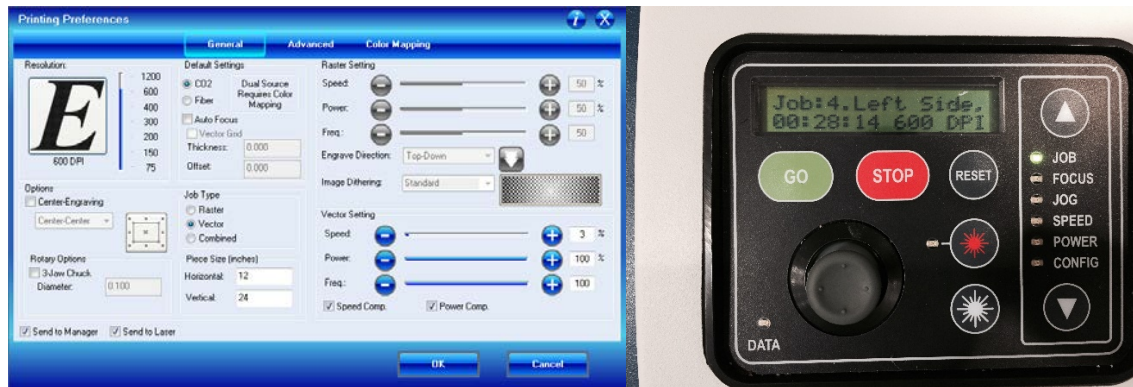 Printing Preferences
General Advanced Color Mapping
Resolution:
1200
600
400
300
200
150
75
E
600 DPI
Options
Center-Engraving
Center-Center
Rotary Options
3-Jaw Chuck
Diameter: 0.100
Default Settings
CO2
Fiber
Dual Source
Requires Color
Mapping
Auto Focus
Vector Grid
Thickness: 0.000
Offset: 0.000
Job Type
Raster
Vector
Combined
Piece Size (inches)
Horizontal: 12
Vertical: 24
Raster Setting
Speed: 50 %
Power: 50 %
Freq.: 50
Engrave Direction: Top-Down
Image Dithering: Standard
Vector Setting
Speed: 3 %
Power: 100 %
Freq.: 100
Speed Comp. Power Comp.
Send to Manager Send to Laser
OK Cancel
Job:4.Left Side.
00:28:14 600 DPI
GO STOP RESET
JOB
FOCUS
JOG
SPEED
POWER
CONFIG
DATA